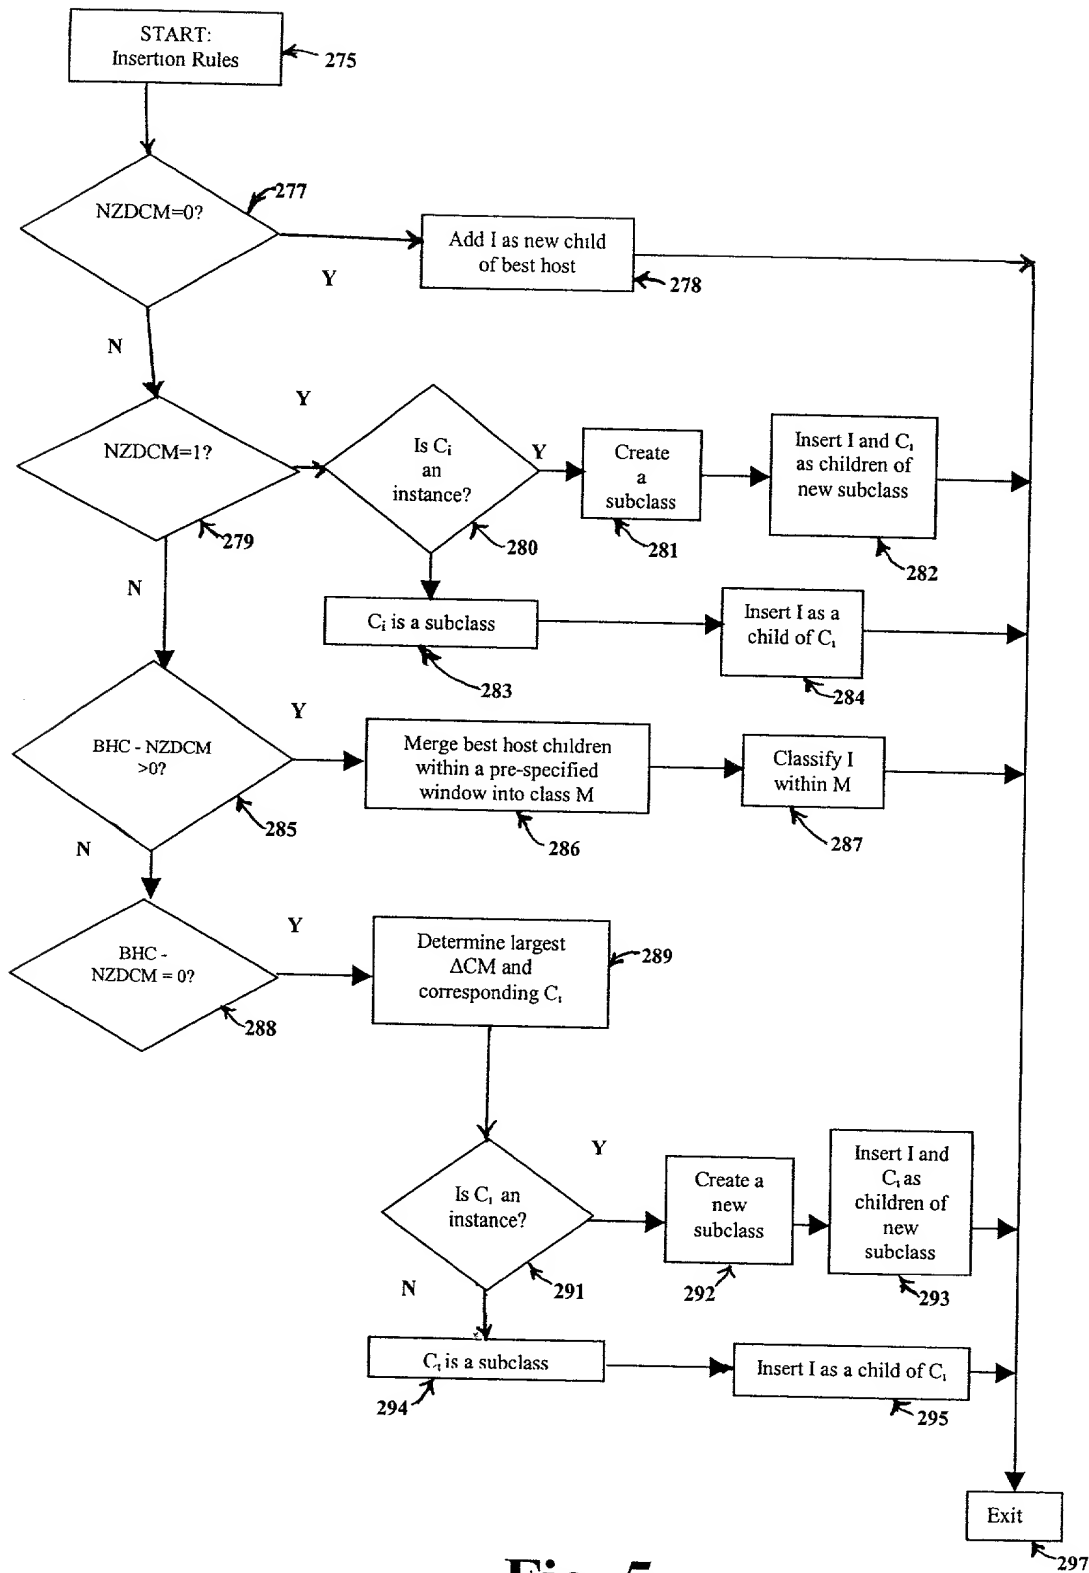 START:
Insertion Rules
275
NZDCM=0?
277
Y
Add I as new child
of best host
278
N
NZDCM=1?
279
Y
Is Ci
an
instance?
280
Y
Create
a
subclass
281
Insert I and Ci
as children of
new subclass
282
N
Ci is a subclass
283
Insert I as a
child of Ci
284
BHC - NZDCM
>0?
285
Y
Merge best host children
within a pre-specified
window into class M
286
Classify I
within M
287
N
BHC -
NZDCM = 0?
288
Y
Determine largest
ΔCM and
corresponding Ci
289
Is Ci an
instance?
291
Y
Create a
new
subclass
292
Insert I and
Ci as
children of
new
subclass
293
N
Ci is a subclass
294
Insert I as a child of Ci
295
Exit
297
Fig. 5